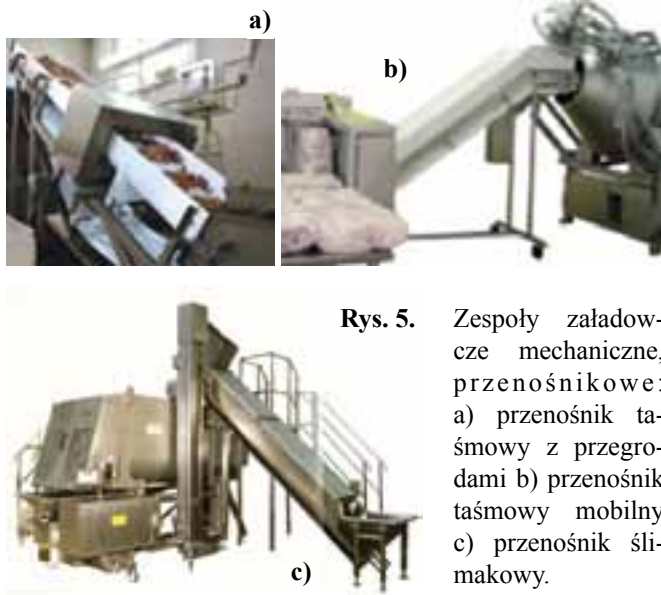 a)
b)
c)
Rys. 5. Zespoły załadow-
cze mechaniczne,
przenośnikowe:
a) przenośnik ta-
śmowy z przegro-
dami b) przenośnik
taśmowy mobilny
c) przenośnik śli-
makowy.